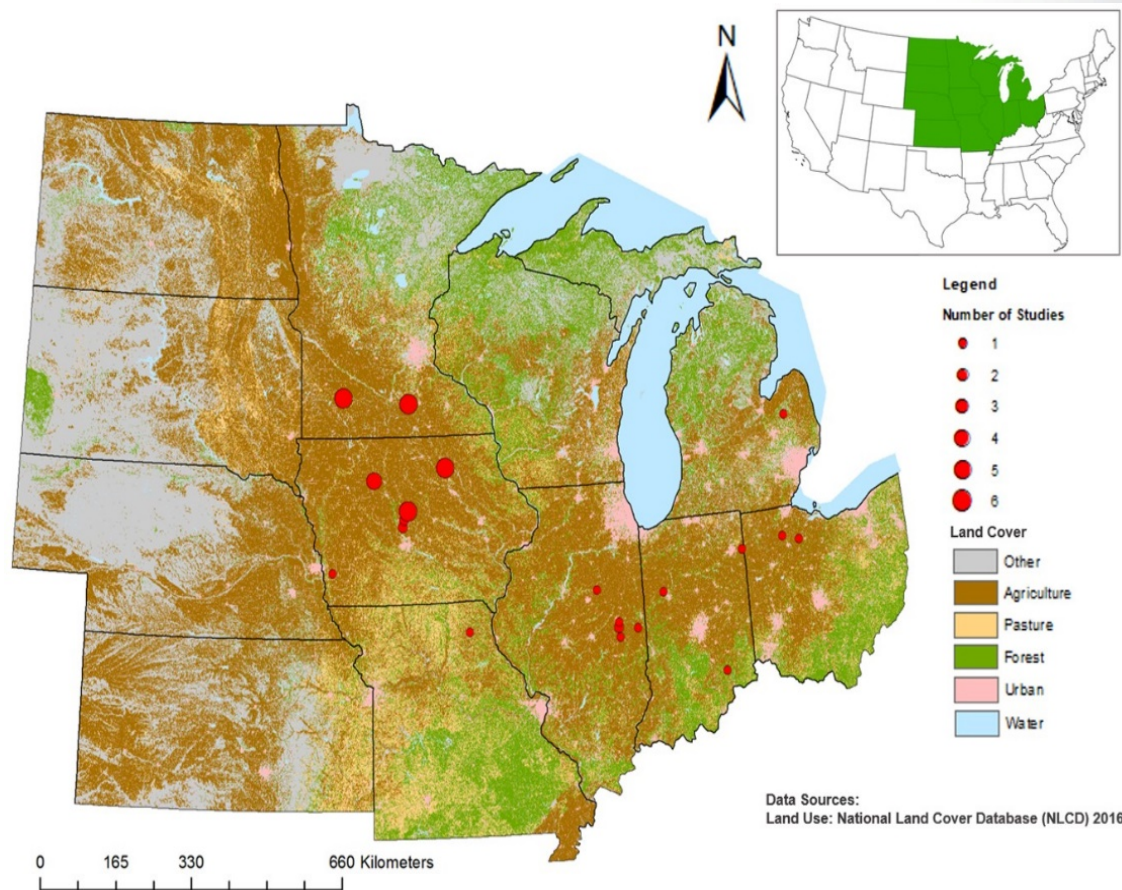 N
Legend
Number of Studies
1
2
3
4
5
6
Land Cover
Other
Agriculture
Pasture
Forest
Urban
Water
Data Sources:
Land Use: National Land Cover Database (NLCD) 2016
0 165 330 660 Kilometers